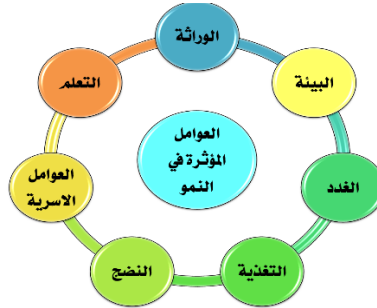 الوراثة
البيئة
الغدد
التغذية
النضج
العوامل
الاسرية
التعلم
العوامل
المؤثرة في
النمو